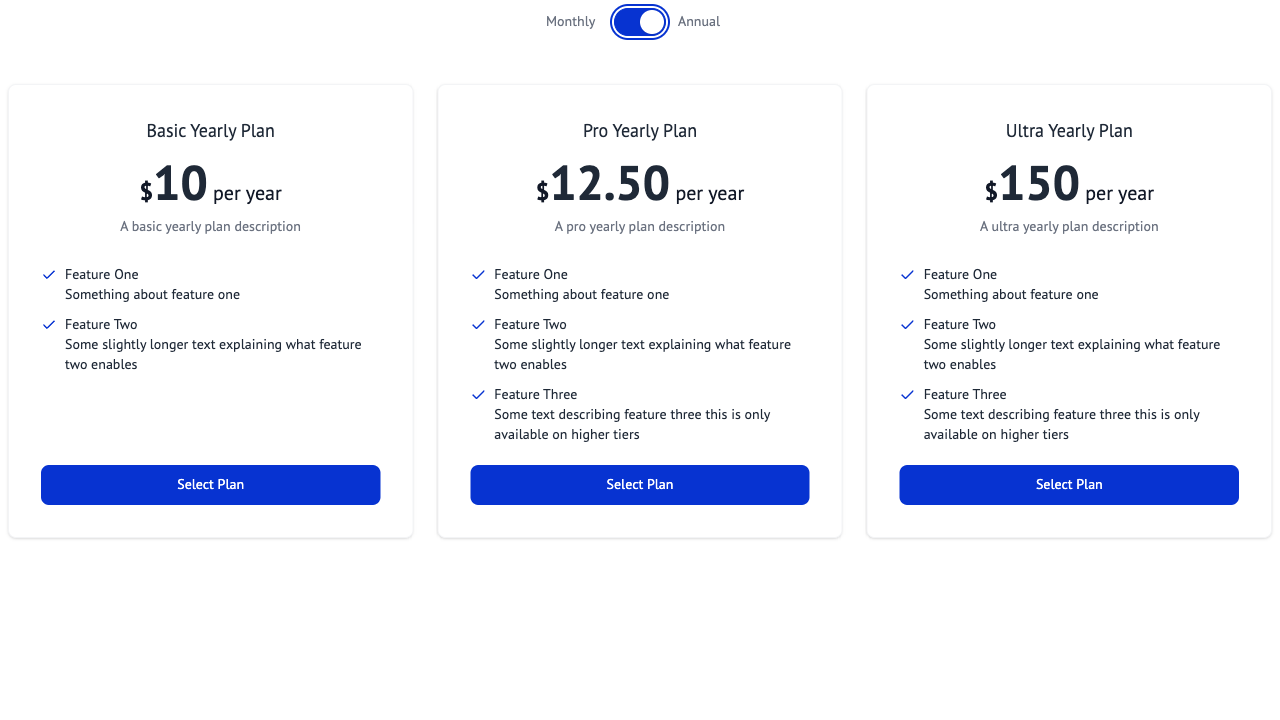 Monthly Annual
Basic Yearly Plan
$10 per year
A basic yearly plan description
Feature One
Something about feature one
Feature Two
Some slightly longer text explaining what feature
two enables
Select Plan
Pro Yearly Plan
$12.50 per year
A pro yearly plan description
Feature One
Something about feature one
Feature Two
Some slightly longer text explaining what feature
two enables
Feature Three
Some text describing feature three this is only
available on higher tiers
Select Plan
Ultra Yearly Plan
$150 per year
A ultra yearly plan description
Feature One
Something about feature one
Feature Two
Some slightly longer text explaining what feature
two enables
Feature Three
Some text describing feature three this is only
available on higher tiers
Select Plan